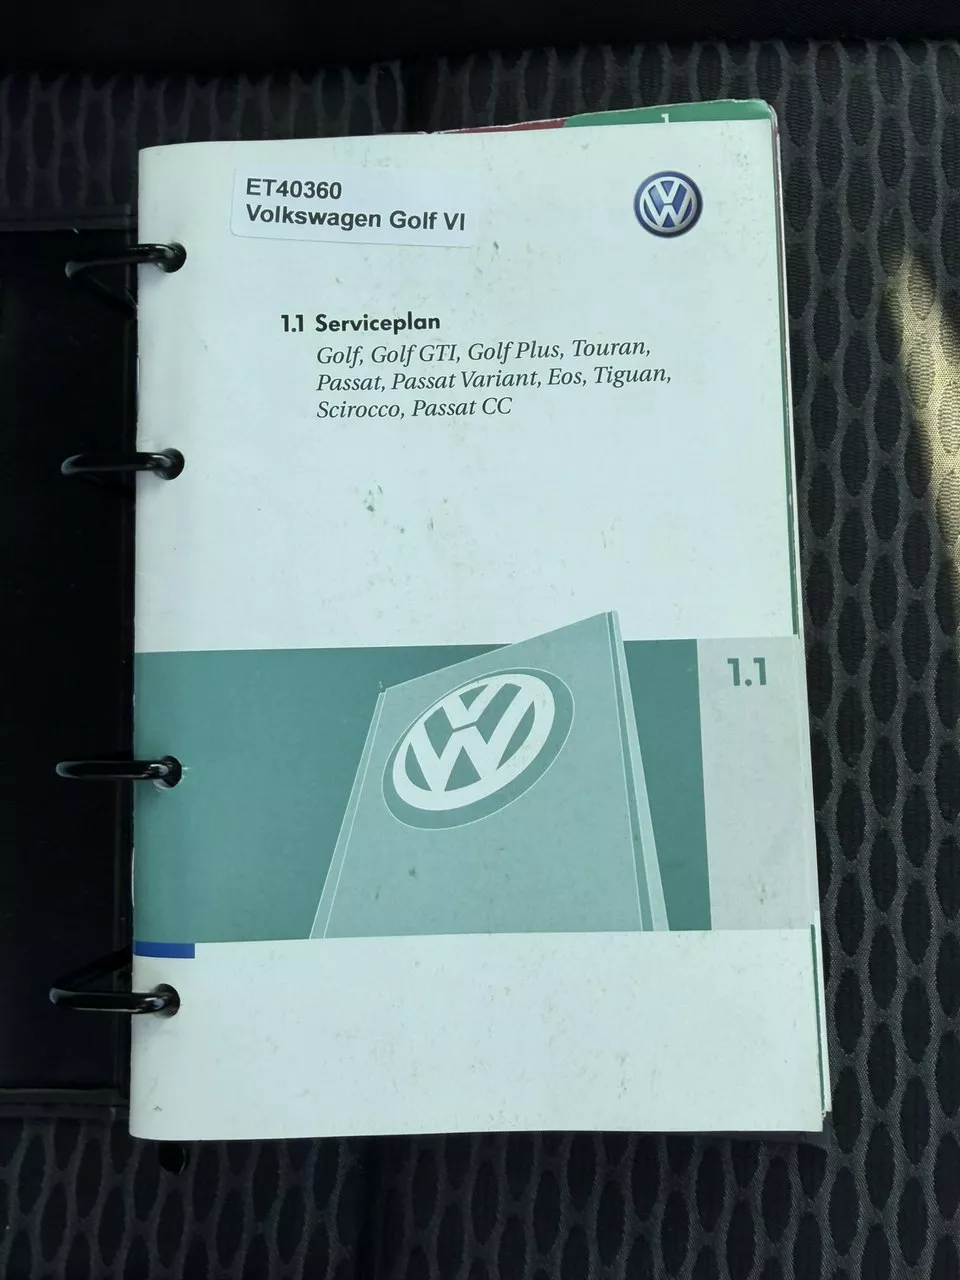 1
ET40360
Volkswagen Golf VI
1.1 Serviceplan
Golf, Golf GTI, Golf Plus, Touran,
Passat, Passat Variant, Eos, Tiguan,
Scirocco, Passat CC
1.1